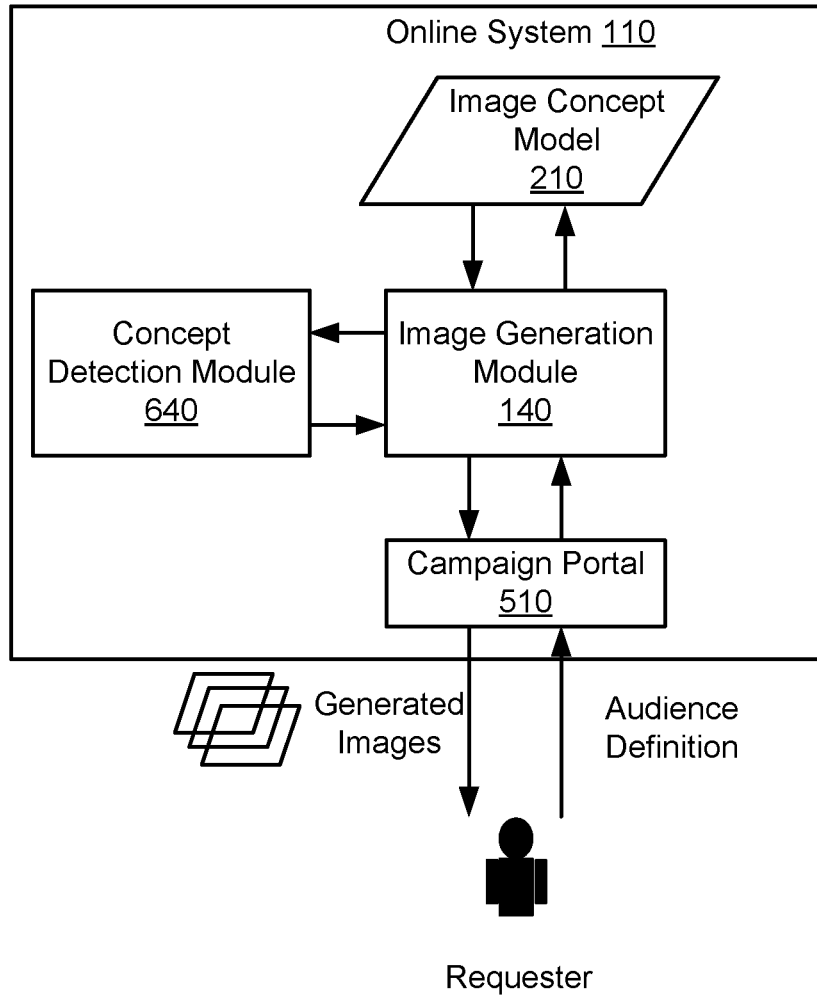 Online System 110
Image Concept
Model
210
Concept
Detection Module
640
Image Generation
Module
140
Campaign Portal
510
Generated
Images
Audience
Definition
Requester